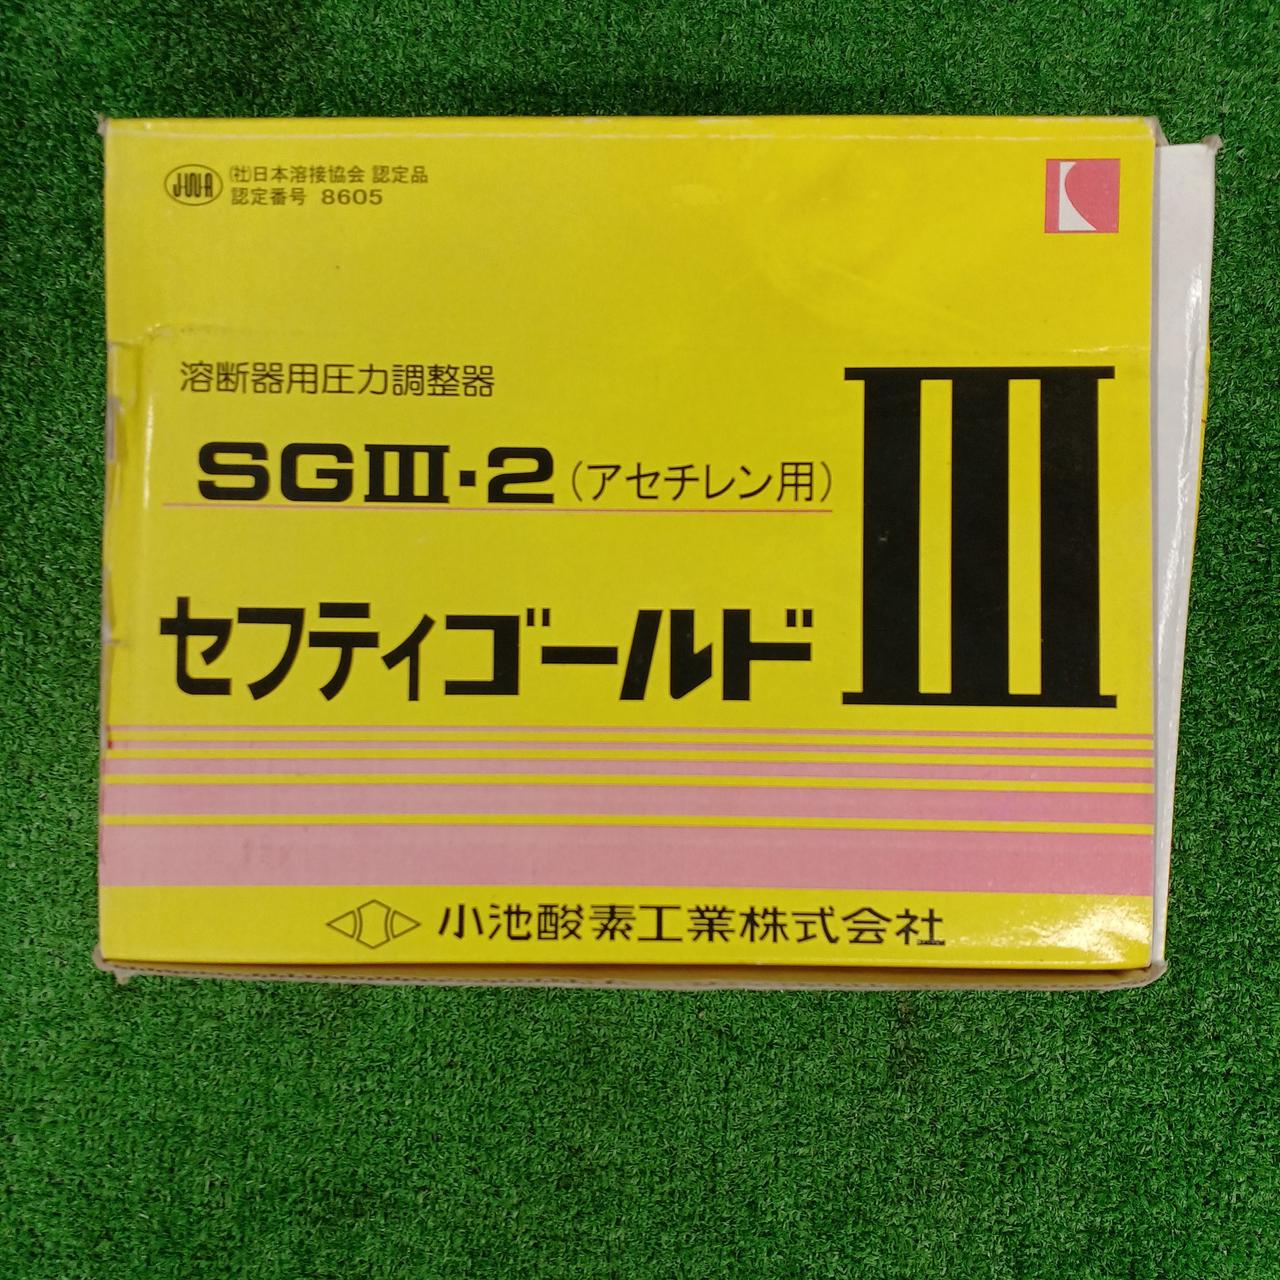 JWA
(社)日本溶接協会 認定品
認定番号 8605
溶断器用圧力調整器
SGⅢ・2(アセチレン用)
セフティゴールド Ⅲ
小池酸素工業株式会社